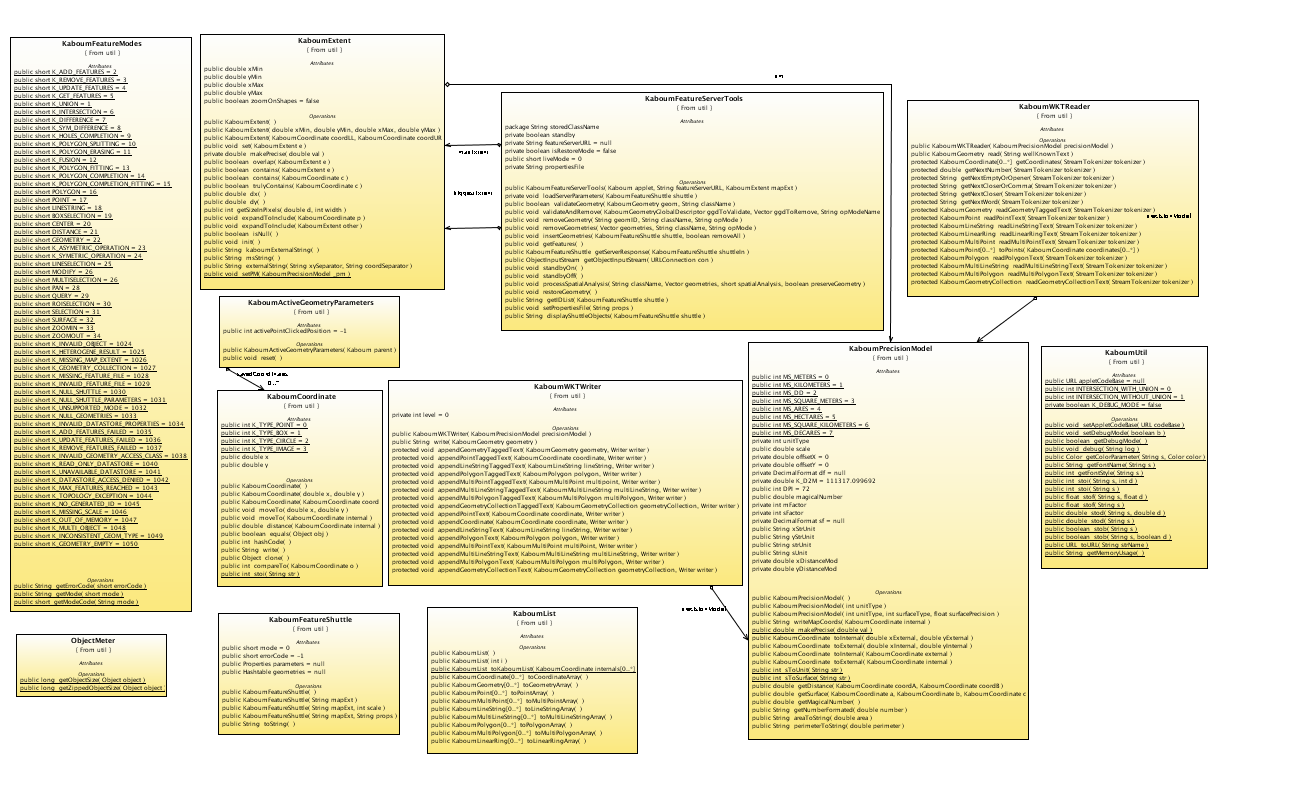 KaboumFeatureModes
{ From util }
Attributes
public short K_ADD_FEATURES = 2
public short K_REMOVE_FEATURES = 3
public short K_UPDATE_FEATURES = 4
public short K_GET_FEATURES = 5
public short K_UNION = 1
public short K_INTERSECTION = 6
public short K_DIFFERENCE = 7
public short K_SYM_DIFFERENCE = 8
public short K_HOLES_COMPLETION = 9
public short K_POLYGON_SPLITTING = 10
public short K_POLYGON_ERASING = 11
public short K_FUSION = 12
public short K_POLYGON_FITTING = 13
public short K_POLYGON_COMPLETION = 14
public short K_POLYGON_COMPLETION_FITTING = 15
public short POLYGON = 16
public short POINT = 17
public short LINESTRING = 18
public short BOXSELECTION = 19
public short CENTER = 20
public short DISTANCE = 21
public short GEOMETRY = 22
public short K_ASYMETRIC_OPERATION = 23
public short K_SYMETRIC_OPERATION = 24
public short LINESELECTION = 25
public short MODIFY = 26
public short MULTISELECTION = 26
public short PAN = 28
public short QUERY = 29
public short ROISELECTION = 30
public short SELECTION = 31
public short SURFACE = 32
public short ZOOMIN = 33
public short ZOOMOUT = 34
public short K_INVALID_OBJECT = 1024
public short K_HETEROGENE_RESULT = 1025
public short K_MISSING_MAP_EXTENT = 1026
public short K_GEOMETRY_COLLECTION = 1027
public short K_MISSING_FEATURE_FILE = 1028
public short K_INVALID_FEATURE_FILE = 1029
public short K_NULL_SHUTTLE = 1030
public short K_NULL_SHUTTLE_PARAMETERS = 1031
public short K_UNSUPPORTED_MODE = 1032
public short K_NULL_GEOMETRIES = 1033
public short K_INVALID_DATASTORE_PROPERTIES = 1034
public short K_ADD_FEATURES_FAILED = 1035
public short K_UPDATE_FEATURES_FAILED = 1036
public short K_REMOVE_FEATURES_FAILED = 1037
public short K_INVALID_GEOMETRY_ACCESS_CLASS = 1038
public short K_READ_ONLY_DATASTORE = 1040
public short K_UNAVAILABLE_DATASTORE = 1041
public short K_DATASTORE_ACCESS_DENIED = 1042
public short K_MAX_FEATURES_REACHED = 1043
public short K_TOPOLOGY_EXCEPTION = 1044
public short K_NO_GENERATED_ID = 1045
public short K_MISSING_SCALE = 1046
public short K_OUT_OF_MEMORY = 1047
public short K_MULTI_OBJECT = 1048
public short K_INCONSISTENT_GEOM_TYPE = 1049
public short K_GEOMETRY_EMPTY = 1050
Operations
public String getErrorCode( short errorCode )
public String getMode( short mode )
public short getModeCode( String mode )
ObjectMeter
{ From util }
Attributes
Operations
public long getObjectSize( Object object )
public long getZippedObjectSize( Object object
KaboumExtent
{ From util }
Attributes
public double xMin
public double yMin
public double xMax
public double yMax
public boolean zoomOnShapes = false
Operations
public KaboumExtent( )
public KaboumExtent( double xMin, double yMin, double xMax, double yMax )
public KaboumExtent( KaboumCoordinate coordLL, KaboumCoordinate coordUR
public void set( KaboumExtent e )
private double makePrecise( double val )
public boolean overlap( KaboumExtent e )
public boolean contains( KaboumExtent e )
public boolean contains( KaboumCoordinate c )
public boolean trulyContains( KaboumCoordinate c )
public double dx( )
public double dy( )
public int getSizeInPixels( double d, int width )
public void expandToInclude( KaboumCoordinate p )
public void expandToInclude( KaboumExtent other )
public boolean isNull( )
public void init( )
public String kaboumExternalString( )
public String msString( )
public String externalString( String xySeparator, String coordSeparator )
public void setPM( KaboumPrecisionModel _pm )
KaboumActiveGeometryParameters
{ From util }
Attributes
public int activePointClickedPosition = -1
Operations
public KaboumActiveGeometryParameters( Kaboum parent )
public void reset( )
0..*
KaboumCoordinate
{ From util }
Attributes
public int K_TYPE_POINT = 0
public int K_TYPE_BOX = 1
public int K_TYPE_CIRCLE = 2
public int K_TYPE_IMAGE = 3
public double x
public double y
Operations
public KaboumCoordinate( )
public KaboumCoordinate( double x, double y )
public KaboumCoordinate( KaboumCoordinate coord
public void moveTo( double x, double y )
public void moveTo( KaboumCoordinate internal )
public double distance( KaboumCoordinate internal )
public boolean equals( Object obj )
public int hashCode( )
public String write( )
public Object clone( )
public int compareTo( KaboumCoordinate o )
public int stoi( String str )
KaboumFeatureShuttle
{ From util }
Attributes
public short mode = 0
public short errorCode = -1
public Properties parameters = null
public Hashtable geometries = null
Operations
public KaboumFeatureShuttle( )
public KaboumFeatureShuttle( String mapExt )
public KaboumFeatureShuttle( String mapExt, int scale )
public KaboumFeatureShuttle( String mapExt, String props )
public String toString( )
KaboumFeatureServerTools
{ From util }
Attributes
package String storedClassName
private boolean standby
private String featureServerURL = null
private boolean isRestoreMode = false
public short liveMode = 0
private String propertiesFile
Operations
public KaboumFeatureServerTools( Kaboum applet, String featureServerURL, KaboumExtent mapExt )
private void loadServerParameters( KaboumFeatureShuttle shuttle )
public boolean validateGeometry( KaboumGeometry geom, String className )
public void validateAndRemove( KaboumGeometryGlobalDescriptor ggdToValidate, Vector ggdToRemove, String opModeName
public void removeGeometry( String geomID, String className, String opMode )
public void removeGeometries( Vector geometries, String className, String opMode )
public void insertGeometries( KaboumFeatureShuttle shuttle, boolean removeAll )
public void getFeatures( )
public KaboumFeatureShuttle getServerResponse( KaboumFeatureShuttle shuttleIn )
public ObjectInputStream getObjectInputStream( URLConnection con )
public void standbyOn( )
public void standbyOff( )
public void processSpatialAnalysis( String className, Vector geometries, short spatialAnalysis, boolean preserveGeometry )
public void restoreGeometry( )
public String getIDList( KaboumFeatureShuttle shuttle )
public void setPropertiesFile( String props )
public String displayShuttleObjects( KaboumFeatureShuttle shuttle )
KaboumWKTWriter
{ From util }
Attributes
private int level = 0
Operations
public KaboumWKTWriter( KaboumPrecisionModel precisionModel )
public String write( KaboumGeometry geometry )
protected void appendGeometryTaggedText( KaboumGeometry geometry, Writer writer )
protected void appendPointTaggedText( KaboumCoordinate coordinate, Writer writer )
protected void appendLineStringTaggedText( KaboumLineString lineString, Writer writer )
protected void appendPolygonTaggedText( KaboumPolygon polygon, Writer writer )
protected void appendMultiPointTaggedText( KaboumMultiPoint multipoint, Writer writer )
protected void appendMultiLineStringTaggedText( KaboumMultiLineString multiLineString, Writer writer )
protected void appendMultiPolygonTaggedText( KaboumMultiPolygon multiPolygon, Writer writer )
protected void appendGeometryCollectionTaggedText( KaboumGeometryCollection geometryCollection, Writer writer )
protected void appendPointText( KaboumCoordinate coordinate, Writer writer )
protected void appendCoordinate( KaboumCoordinate coordinate, Writer writer )
protected void appendLineStringText( KaboumLineString lineString, Writer writer )
protected void appendPolygonText( KaboumPolygon polygon, Writer writer )
protected void appendMultiPointText( KaboumMultiPoint multiPoint, Writer writer )
protected void appendMultiLineStringText( KaboumMultiLineString multiLineString, Writer writer )
protected void appendMultiPolygonText( KaboumMultiPolygon multiPolygon, Writer writer )
protected void appendGeometryCollectionText( KaboumGeometryCollection geometryCollection, Writer writer )
KaboumList
{ From util }
Attributes
Operations
public KaboumList( )
public KaboumList( int i )
public KaboumList toKaboumList( KaboumCoordinate internals[0..*]
public KaboumCoordinate[0..*] toCoordinateArray( )
public KaboumGeometry[0..*] toGeometryArray( )
public KaboumPoint[0..*] toPointArray( )
public KaboumMultiPoint[0..*] toMultiPointArray( )
public KaboumLineString[0..*] toLineStringArray( )
public KaboumMultiLineString[0..*] toMultiLineStringArray( )
public KaboumPolygon[0..*] toPolygonArray( )
public KaboumMultiPolygon[0..*] toMultiPolygonArray( )
public KaboumLinearRing[0..*] toLinearRingArray( )
KaboumWKTReader
{ From util }
Attributes
Operations
public KaboumWKTReader( KaboumPrecisionModel precisionModel )
public KaboumGeometry read( String wellKnownText )
protected KaboumCoordinate[0..*] getCoordinates( StreamTokenizer tokenizer )
protected double getNextNumber( StreamTokenizer tokenizer )
protected String getNextEmptyOrOpener( StreamTokenizer tokenizer )
protected String getNextCloserOrComma( StreamTokenizer tokenizer )
protected String getNextCloser( StreamTokenizer tokenizer )
protected String getNextWord( StreamTokenizer tokenizer )
protected KaboumGeometry readGeometryTaggedText( StreamTokenizer tokenizer )
protected KaboumPoint readPointText( StreamTokenizer tokenizer )
protected KaboumLineString readLineStringText( StreamTokenizer tokenizer )
protected KaboumLinearRing readLinearRingText( StreamTokenizer tokenizer )
protected KaboumMultiPoint readMultiPointText( StreamTokenizer tokenizer )
protected KaboumPoint[0..*] toPoints( KaboumCoordinate coordinates[0..*] )
protected KaboumPolygon readPolygonText( StreamTokenizer tokenizer )
protected KaboumMultiLineString readMultiLineStringText( StreamTokenizer tokenizer )
protected KaboumMultiPolygon readMultiPolygonText( StreamTokenizer tokenizer )
protected KaboumGeometryCollection readGeometryCollectionText( StreamTokenizer tokenizer )
KaboumPrecisionModel
{ From util }
Attributes
public int MS_METERS = 0
public int MS_KILOMETERS = 1
public int MS_DD = 2
public int MS_SQUARE_METERS = 3
public int MS_ARES = 4
public int MS_HECTARES = 5
public int MS_SQUARE_KILOMETERS = 6
public int MS_DECARES = 7
private int unitType
public double scale
private double offsetX = 0
private double offsetY = 0
private DecimalFormat df = null
private double K_D2M = 111317.099692
public int DPI = 72
public double magicalNumber
private int mFactor
private int sFactor
private DecimalFormat sf = null
public String xStrUnit
public String yStrUnit
public String strUnit
public String sUnit
private double xDistanceMod
private double yDistanceMod
Operations
public KaboumPrecisionModel( )
public KaboumPrecisionModel( int unitType )
public KaboumPrecisionModel( int unitType, int surfaceType, float surfacePrecision )
public String writeMapCoords( KaboumCoordinate internal )
public double makePrecise( double val )
public KaboumCoordinate toInternal( double xExternal, double yExternal )
public KaboumCoordinate toExternal( double xInternal, double yInternal )
public KaboumCoordinate toInternal( KaboumCoordinate external )
public KaboumCoordinate toExternal( KaboumCoordinate internal )
public int sToUnit( String str )
public int sToSurface( String str )
public double getDistance( KaboumCoordinate coordA, KaboumCoordinate coordB )
public double getSurface( KaboumCoordinate a, KaboumCoordinate b, KaboumCoordinate c
public double getMagicalNumber( )
public String getNumberFormated( double number )
public String areaToString( double area )
public String perimeterToString( double perimeter )
KaboumUtil
{ From util }
Attributes
public URL appletCodeBase = null
public int INTERSECTION_WITH_UNION = 0
public int INTERSECTION_WITHOUT_UNION = 1
private boolean K_DEBUG_MODE = false
Operations
public void setAppletCodeBase( URL codeBase )
public void setDebugMode( boolean b )
public boolean getDebugMode( )
public void debug( String log )
public Color getColorParameter( String s, Color color )
public String getFontName( String s )
public int getFontStyle( String s )
public int stoi( String s, int d )
public int stoi( String s )
public float stof( String s, float d )
public float stof( String s )
public double stod( String s, double d )
public double stod( String s )
public boolean stob( String s )
public boolean stob( String s, boolean d )
public URL toURL( String strName )
public String getMemoryUsage( )